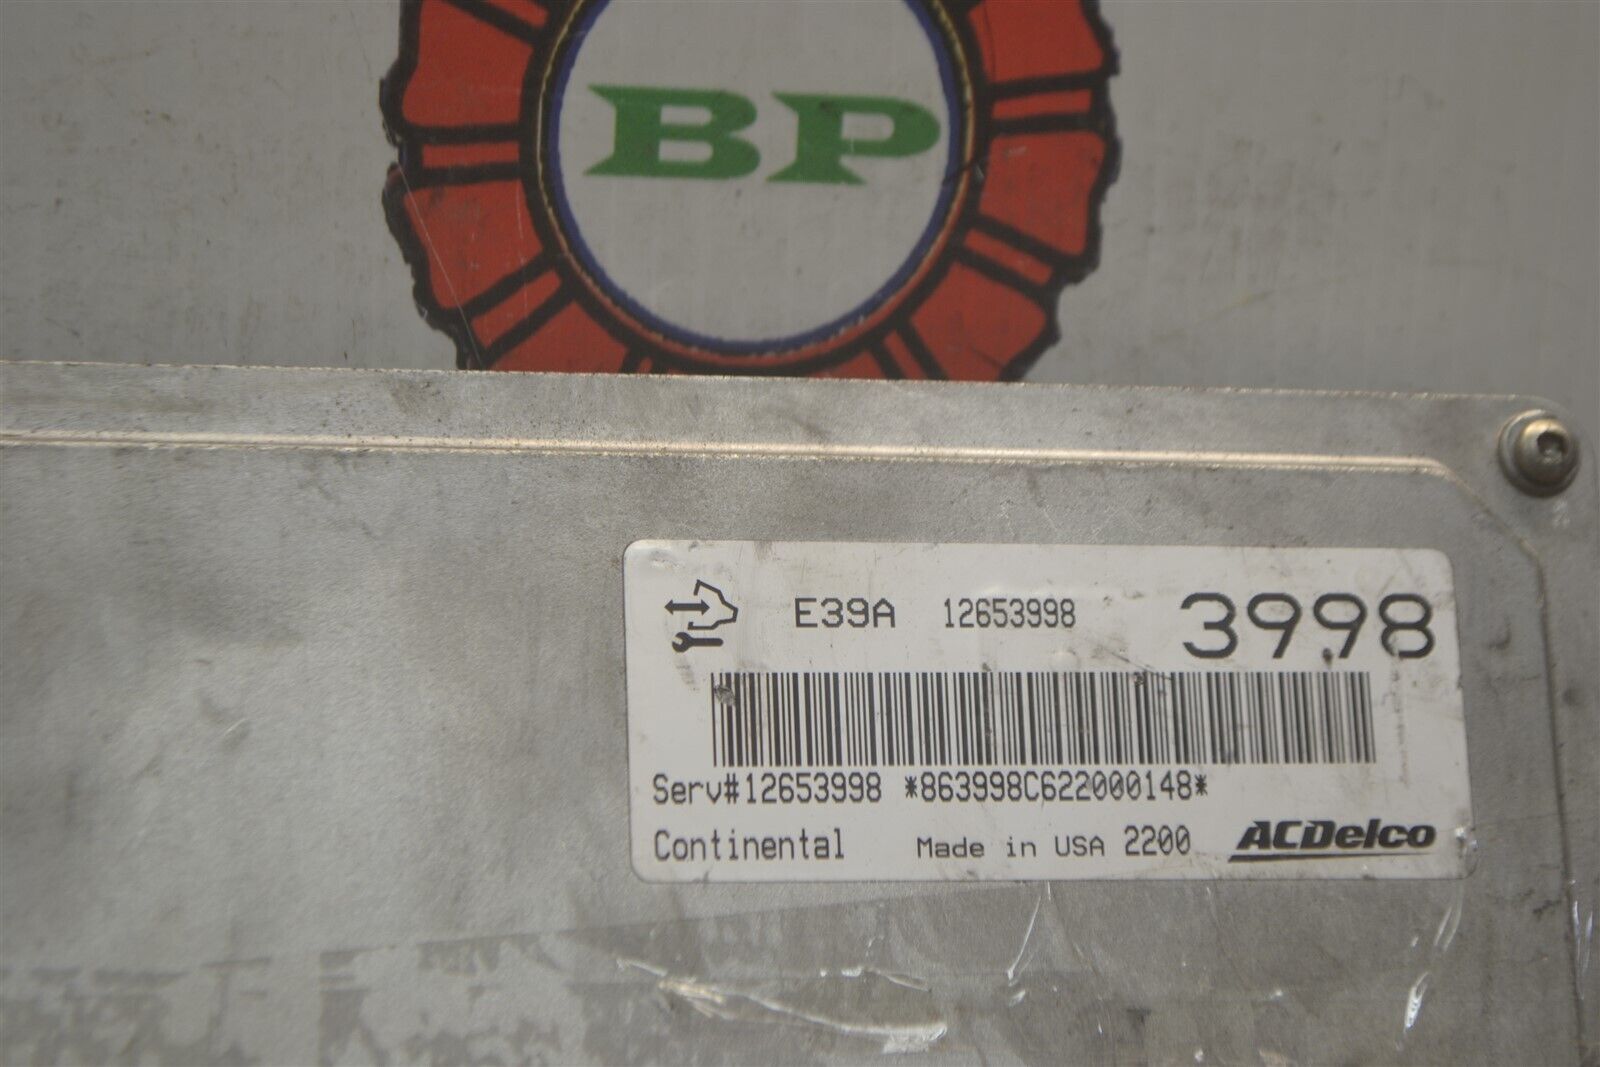 BP
E39A 12653998 3998
Serv#12653998 *863998C622000148*
Continental Made in USA 2200 ACDelco